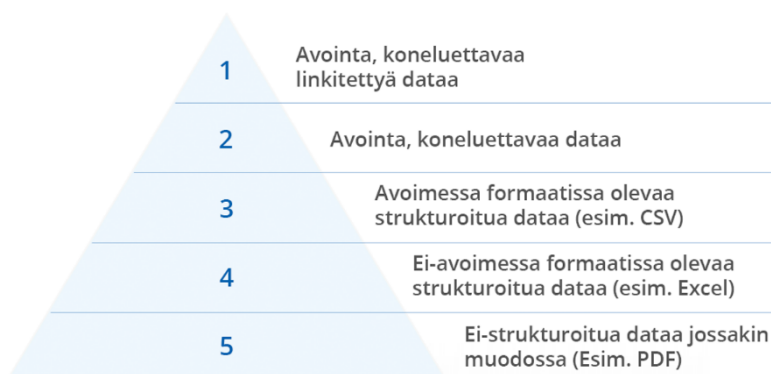 1
Avointa, koneluettavaa
linkitettyä dataa
2
Avointa, koneluettavaa dataa
3
Avoimessa formaatissa olevaa
strukturoitua dataa (esim. CSV)
4
Ei-avoimessa formaatissa olevaa
strukturoitua dataa (esim. Excel)
5
Ei-strukturoitua dataa jossakin
muodossa (Esim. PDF)